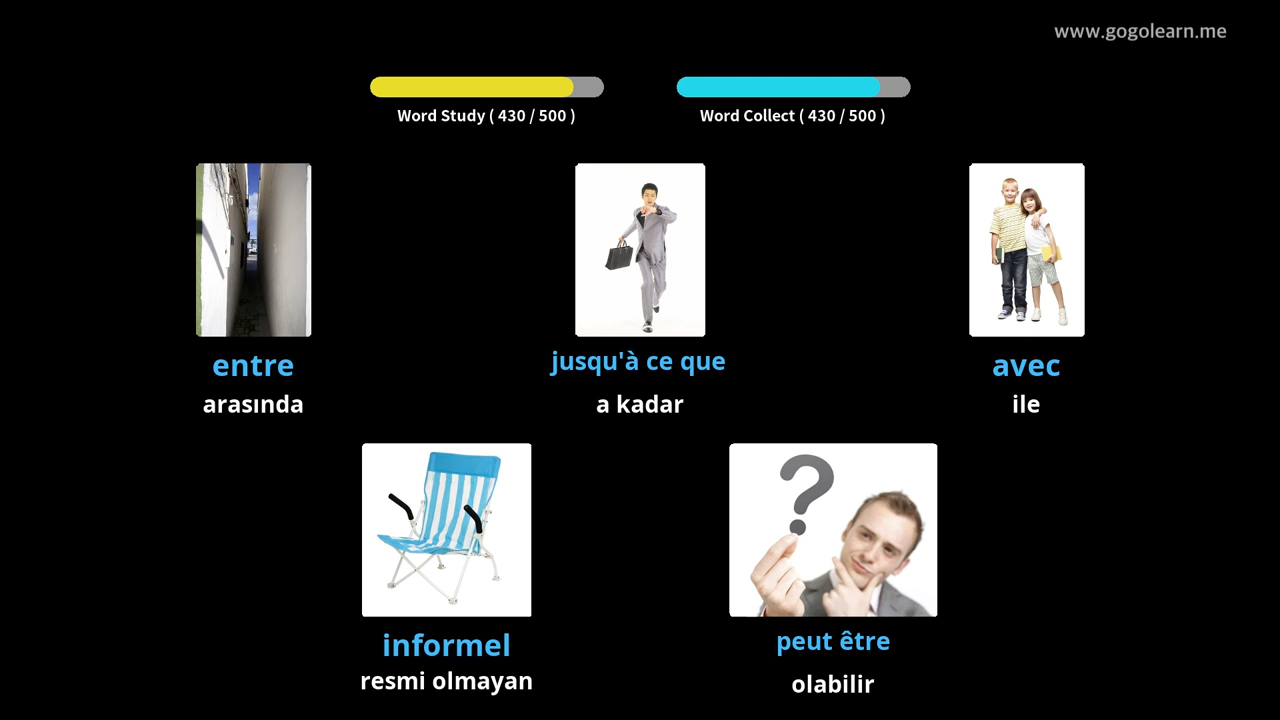 www.gogolearn.me
Word Study ( 430 / 500 )
Word Collect ( 430 / 500 )
entre
arasında
jusqu'à ce que
a kadar
avec
ile
informel
resmi olmayan
peut être
olabilir